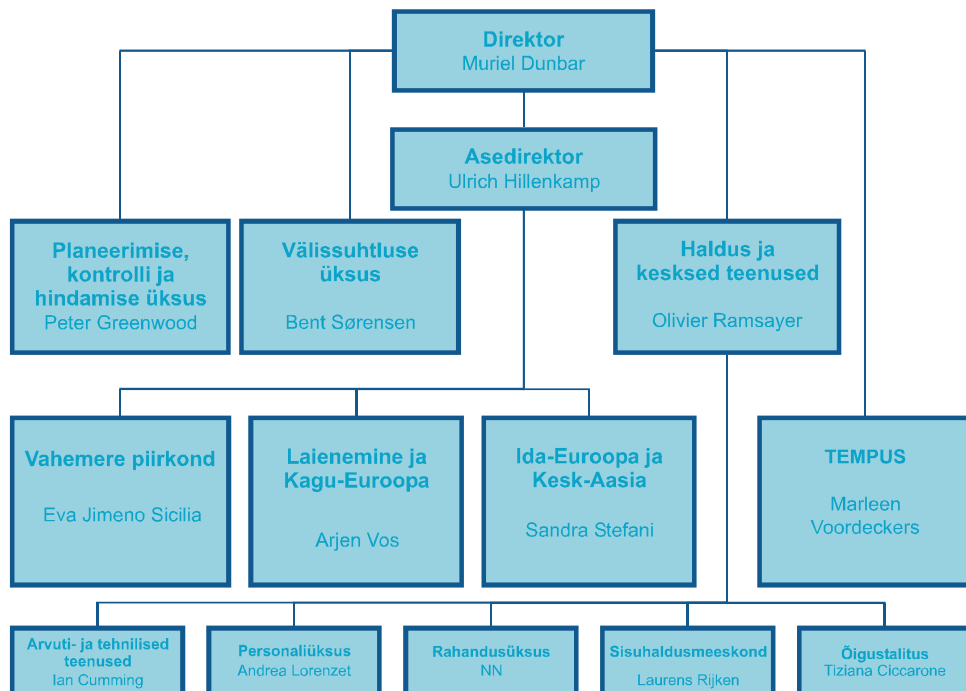 Direktor
Muriel Dunbar
Asedirektor
Ulrich Hillenkamp
Planeerimise,
kontrolli ja
hindamise üksus
Peter Greenwood
Välissuhtluse
üksus
Bent Sørensen
Haldus ja
kesksed teenused
Olivier Ramsayer
Vahemere piirkond
Eva Jimeno Sicilia
Laienemine ja
Kagu-Euroopa
Arjen Vos
Ida-Euroopa ja
Kesk-Aasia
Sandra Stefani
TEMPUS
Marleen
Voordeckers
Arvuti- ja tehnilised
teenused
Ian Cumming
Personaliüksus
Andrea Lorenzet
Rahandusüksus
NN
Sisuhaldusmeeskond
Laurens Rijken
Õigustalitus
Tiziana Ciccarone